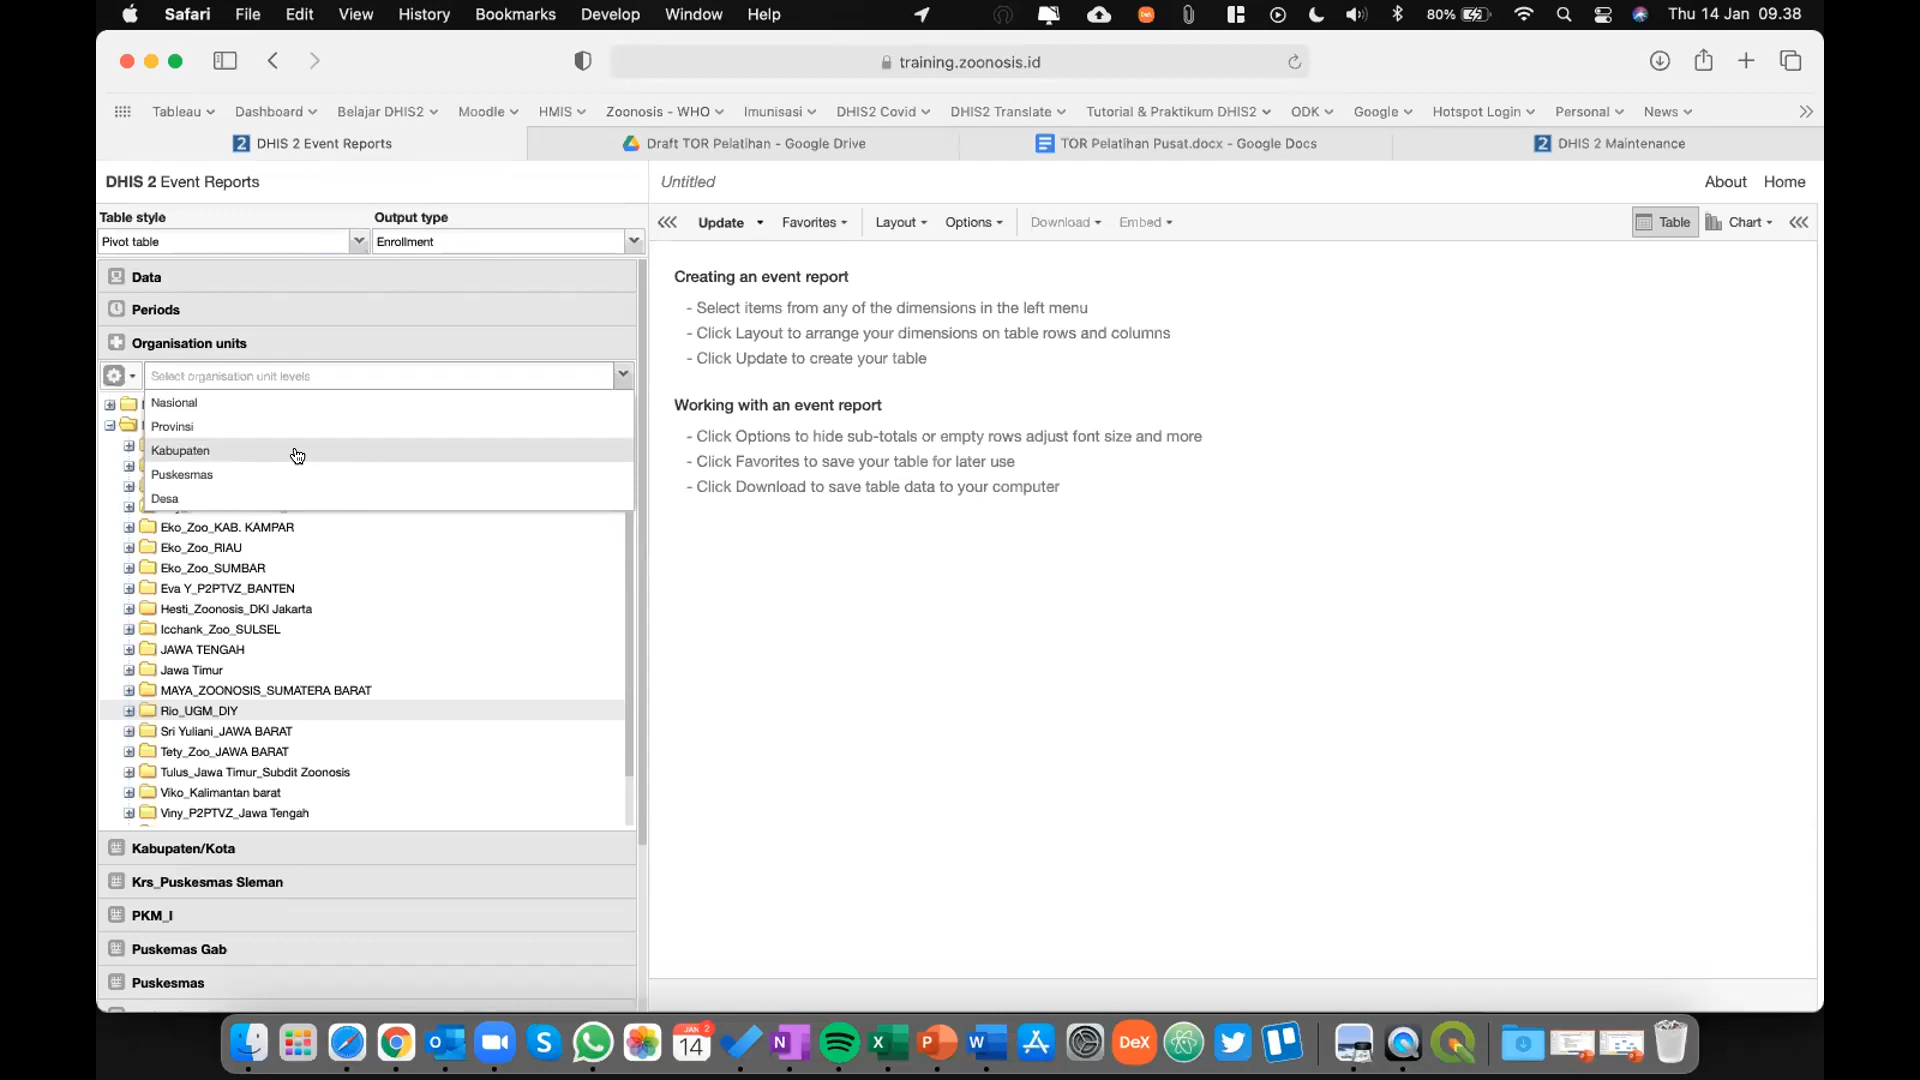 Safari File Edit View History Bookmarks Develop Window Help 80% Thu 14 Jan 09.38
training.zoonosis.id
Tableau Dashboard Belajar DHIS2 Moodle HMIS Zoonosis - WHO Imunisasi DHIS2 Covid DHIS2 Translate Tutorial & Praktikum DHIS2 ODK Google Hotspot Login Personal News
2 DHIS 2 Event Reports Draft TOR Pelatihan - Google Drive TOR Pelatihan Pusat.docx - Google Docs 2 DHIS 2 Maintenance
DHIS 2 Event Reports Untitled About Home
Table style Output type
Pivot table Enrollment
Update Favorites Layout Options Download Embed Table Chart
Data
Periods
Organisation units
Select organisation unit levels
Nasional
Provinsi
Kabupaten
Puskesmas
Desa
Eko_Zoo_KAB. KAMPAR
Eko_Zoo_RIAU
Eko_Zoo_SUMBAR
Eva Y_P2PTVZ_BANTEN
Hesti_Zoonosis_DKI Jakarta
Icchank_Zoo_SULSEL
JAWA TENGAH
Jawa Timur
MAYA_ZOONOSIS_SUMATERA BARAT
Rio_UGM_DIY
Sri Yuliani_JAWA BARAT
Tety_Zoo_JAWA BARAT
Tulus_Jawa Timur_Subdit Zoonosis
Viko_Kalimantan barat
Viny_P2PTVZ_Jawa Tengah
Kabupaten/Kota
Krs_Puskesmas Sleman
PKM_I
Puskemas Gab
Puskesmas
Creating an event report
- Select items from any of the dimensions in the left menu
- Click Layout to arrange your dimensions on table rows and columns
- Click Update to create your table
Working with an event report
- Click Options to hide sub-totals or empty rows adjust font size and more
- Click Favorites to save your table for later use
- Click Download to save table data to your computer
JAN 2
14
DeX